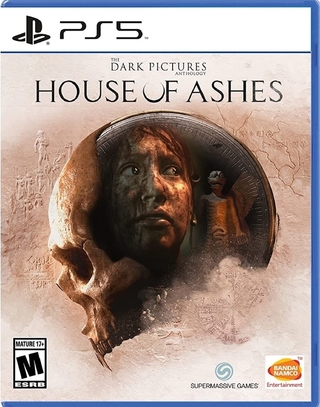 PS5
THE
DARK PICTURES
ANTHOLOGY
HOUSE OF ASHES
MATURE 17+
M
ESRB
SUPERMASSIVE GAMES
BANDAI
NAMCO
Entertainment